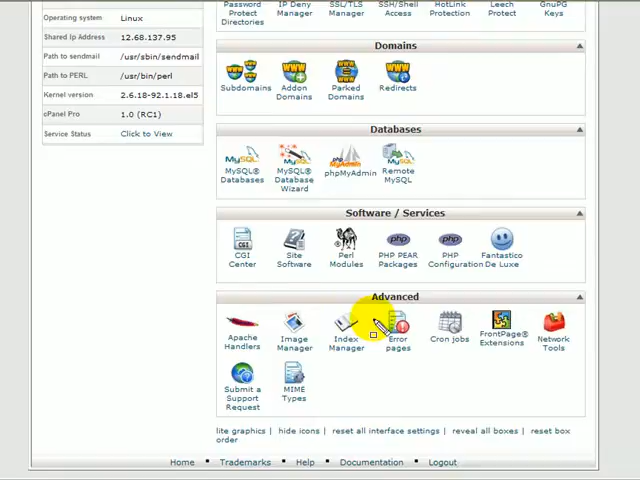 Operating system Linux
Shared Ip Address 12.68.137.95
Path to sendmail /usr/sbin/sendmail
Path to PERL /usr/bin/perl
Kernel version 2.6.18-92.1.18.el5
cPanel Pro 1.0 (RC1)
Service Status Click to View
Password Protect Directories
IP Deny Manager
SSL/TLS Manager
SSH/Shell Access
HotLink Protection
Leech Protect
GnuPG Keys
Domains
Subdomains
Addon Domains
Parked Domains
Redirects
Databases
MySQL® Databases
MySQL® Database Wizard
phpMyAdmin
Remote MySQL
Software / Services
CGI Center
Site Software
Perl Modules
PHP PEAR Packages
PHP Configuration
Fantastico De Luxe
Advanced
Apache Handlers
Image Manager
Index Manager
Error pages
Cron jobs
FrontPage® Extensions
Network Tools
Submit a Support Request
MIME Types
lite graphics | hide icons | reset all interface settings | reveal all boxes | reset box
order
Home • Trademarks • Help • Documentation • Logout